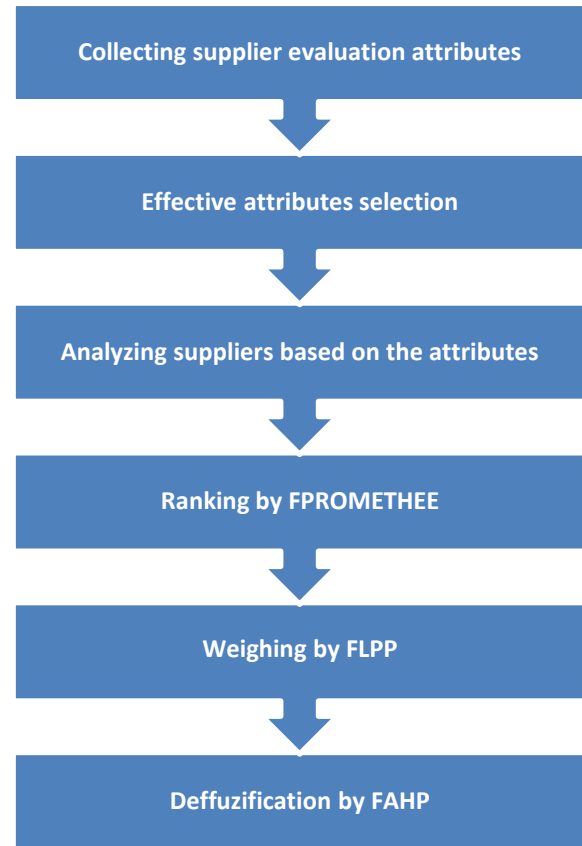 Collecting supplier evaluation attributes
Effective attributes selection
Analyzing suppliers based on the attributes
Ranking by FPROMETHEE
Weighing by FLPP
Deffuzification by FAHP